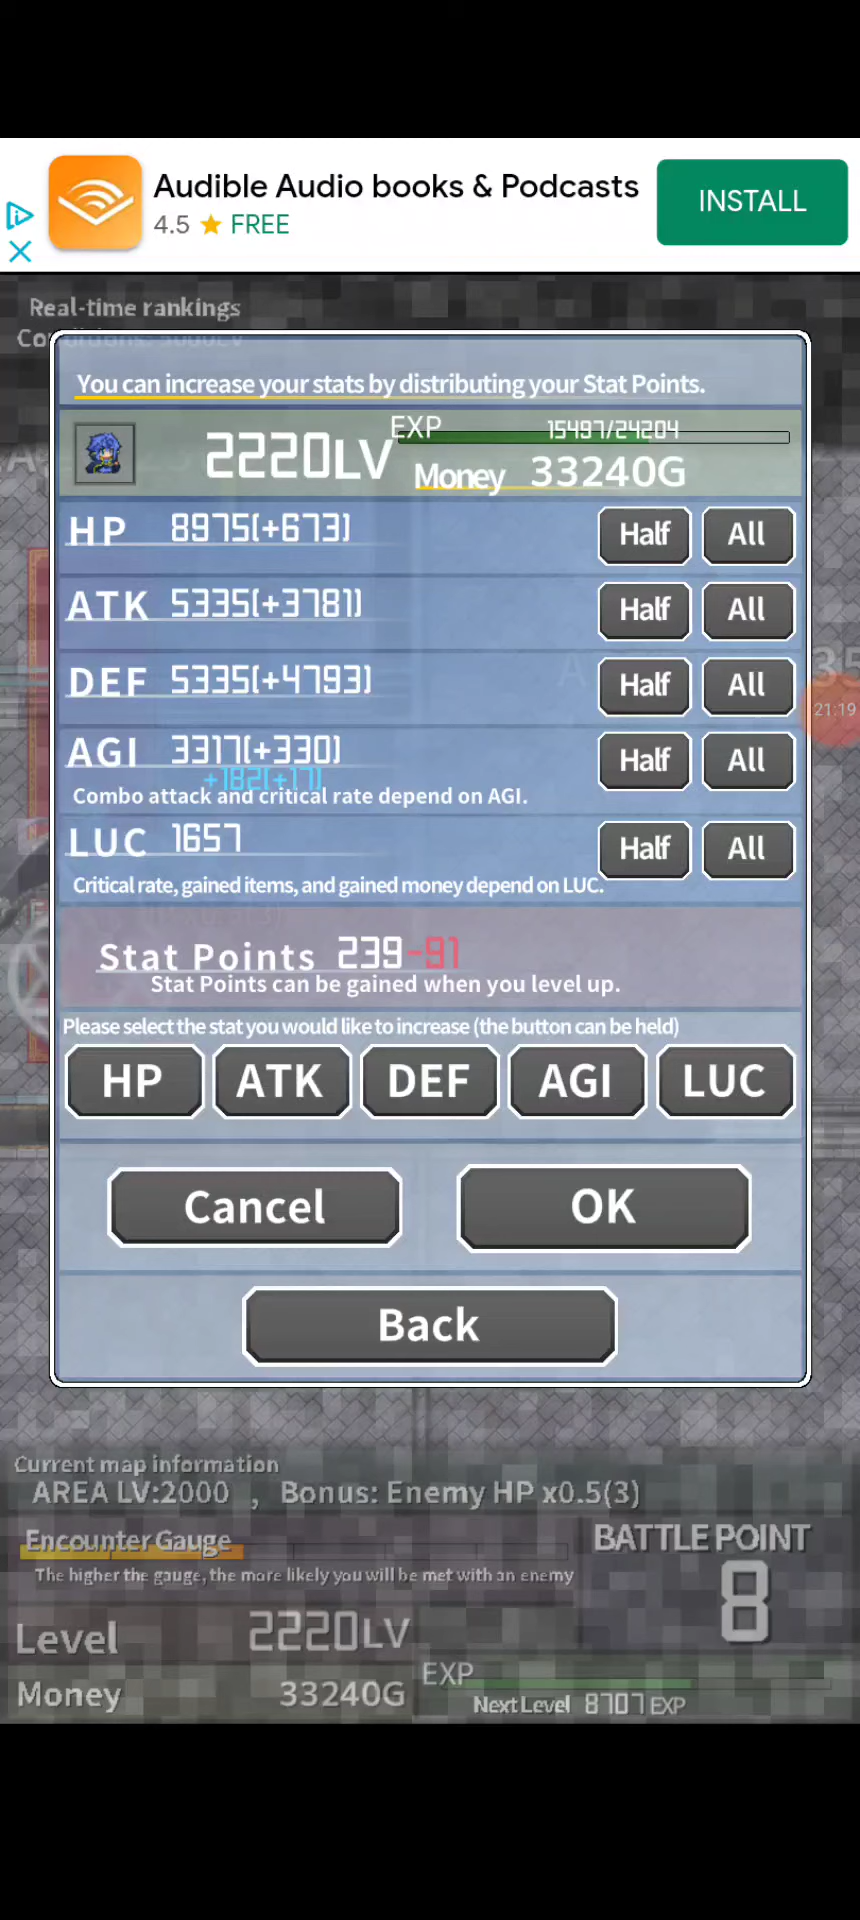 Audible Audio books & Podcasts
4.5 ★ FREE
INSTALL
Real-time rankings
Conditions: 5000LV
You can increase your stats by distributing your Stat Points.
2220LV
EXP 15497/24204
Money 33240G
HP 8975(+673) Half All
ATK 5335(+3781) Half All
DEF 5335(+4793) Half All
21:19
AGI 3317(+330) Half All
+182(+17)
Combo attack and critical rate depend on AGI.
LUC 1657 Half All
Critical rate, gained items, and gained money depend on LUC.
Stat Points 239-91
Stat Points can be gained when you level up.
Please select the stat you would like to increase (the button can be held)
HP ATK DEF AGI LUC
Cancel OK
Back
Current map information
AREA LV:2000 , Bonus: Enemy HP x0.5(3)
Encounter Gauge
The higher the gauge, the more likely you will be met with an enemy
BATTLE POINT
8
Level 2220LV
Money 33240G
EXP
Next Level 8707 EXP